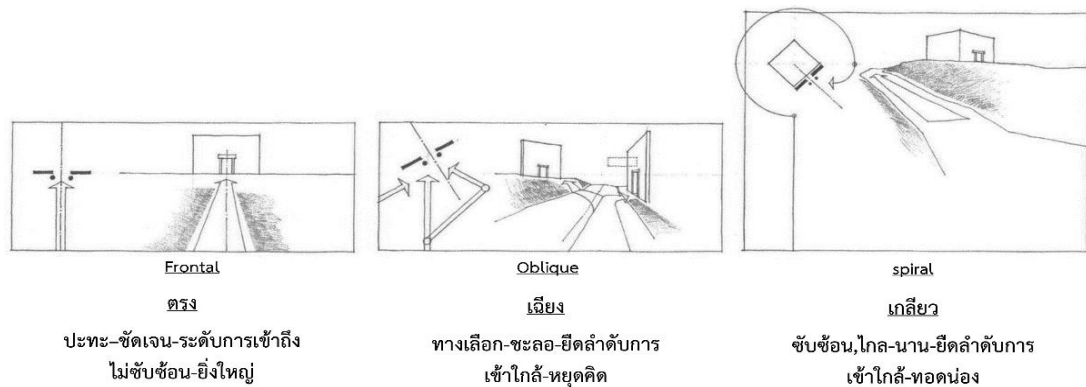 Frontal
ตรง
ปะทะ–ชัดเจน-ระดับการเข้าถึง
ไม่ซับซ้อน-ยิ่งใหญ่
Oblique
เฉียง
ทางเลือก-ชะลอ-ยืดลำดับการ
เข้าใกล้-หยุดคิด
spiral
เกลียว
ซับซ้อน,ไกล-นาน-ยืดลำดับการ
เข้าใกล้-ทอดน่อง